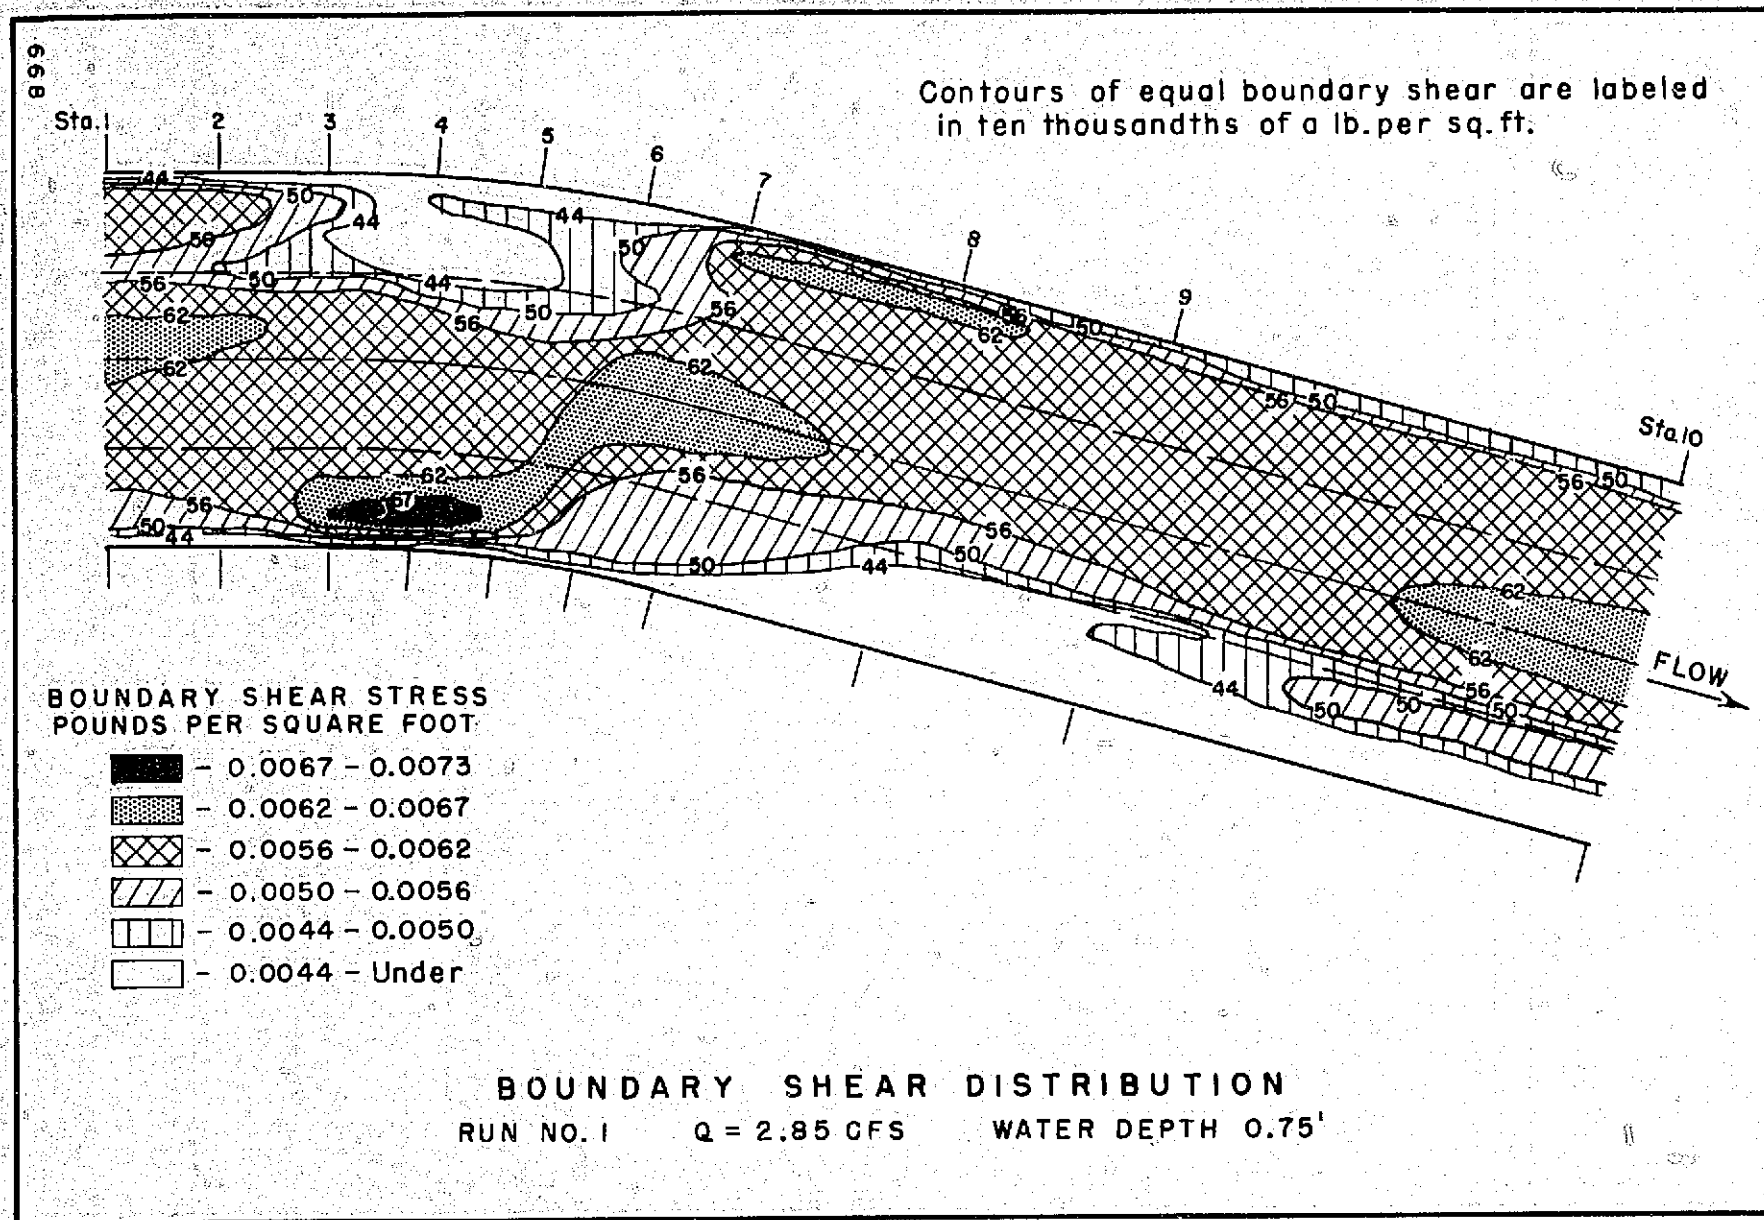 668
Contours of equal boundary shear are labeled
in ten thousandths of a lb. per sq. ft.
Sta. 1 2 3 4 5 6 7 8 9 Sta. 10
44 50 44 56 50 44 50 44 50
56 62 62 56 50 56 62 56 50
62 56 62 67 56 50 44
50 44 56 50 56 50 56 50
62 62 56 50 50 44 50
FLOW
BOUNDARY SHEAR STRESS
POUNDS PER SQUARE FOOT
- 0.0067 - 0.0073
- 0.0062 - 0.0067
- 0.0056 - 0.0062
- 0.0050 - 0.0056
- 0.0044 - 0.0050
- 0.0044 - Under
BOUNDARY SHEAR DISTRIBUTION
RUN NO. 1 Q = 2.85 CFS WATER DEPTH 0.75'